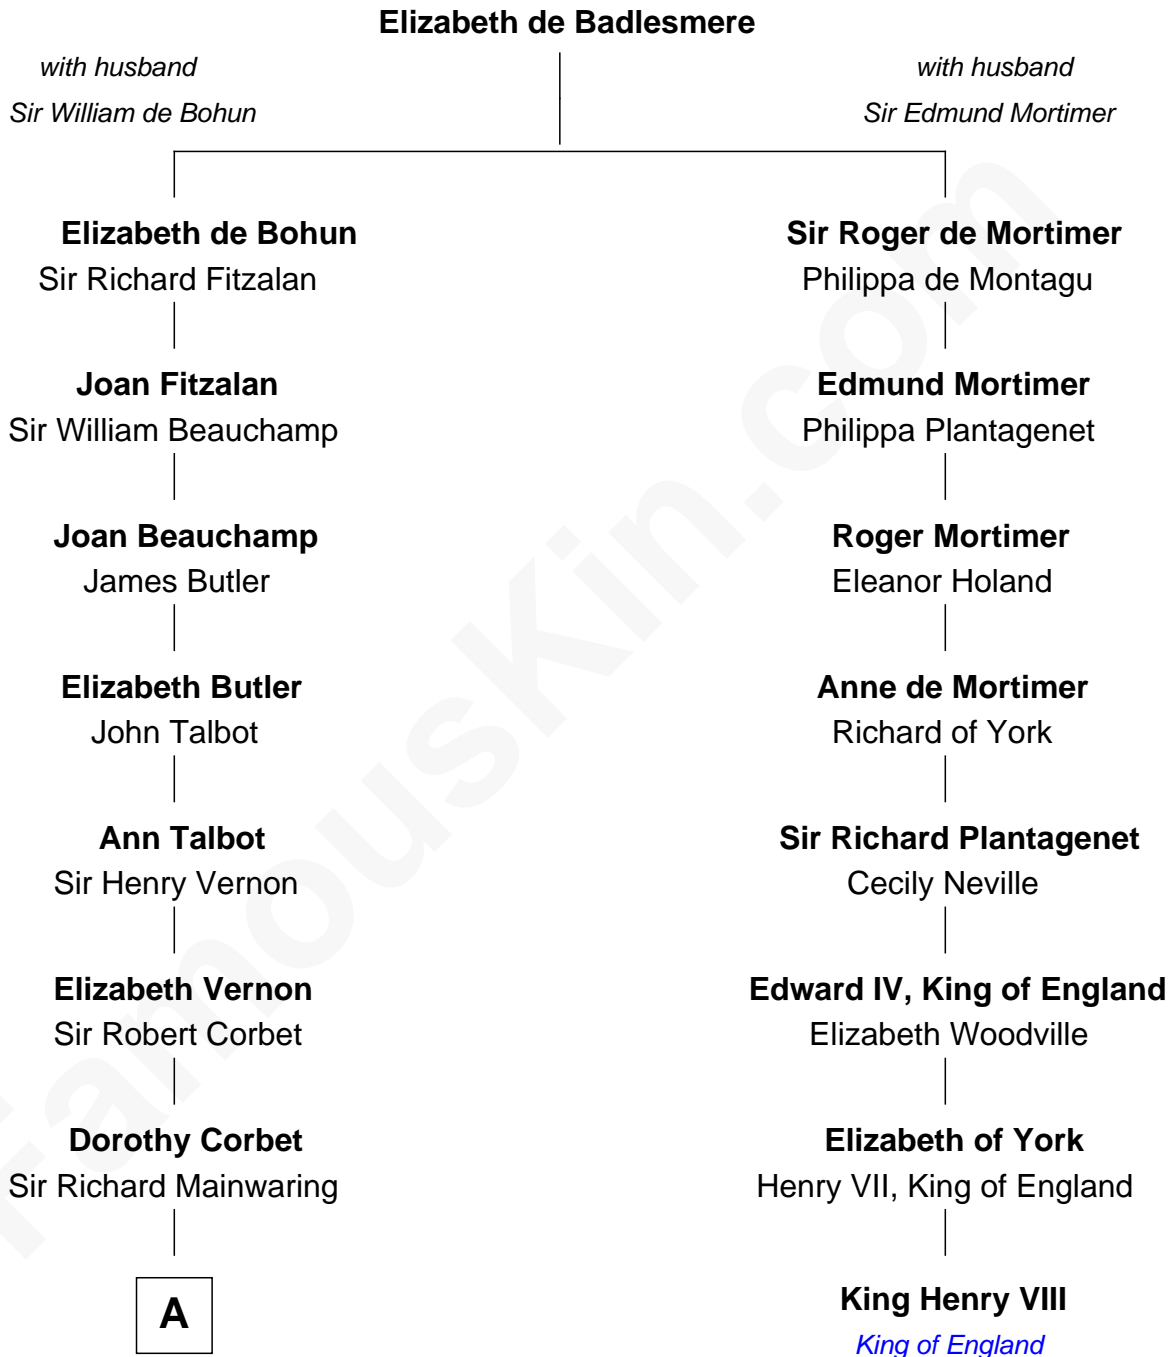 Elizabeth de Badlesmere
with husband
Sir William de Bohun
with husband
Sir Edmund Mortimer
Elizabeth de Bohun
Sir Richard Fitzalan
Sir Roger de Mortimer
Philippa de Montagu
Joan Fitzalan
Sir William Beauchamp
Edmund Mortimer
Philippa Plantagenet
Joan Beauchamp
James Butler
Roger Mortimer
Eleanor Holand
Elizabeth Butler
John Talbot
Anne de Mortimer
Richard of York
Ann Talbot
Sir Henry Vernon
Sir Richard Plantagenet
Cecily Neville
Elizabeth Vernon
Sir Robert Corbet
Edward IV, King of England
Elizabeth Woodville
Dorothy Corbet
Sir Richard Mainwaring
Elizabeth of York
Henry VII, King of England
A
King Henry VIII
King of England
FamousKin.com